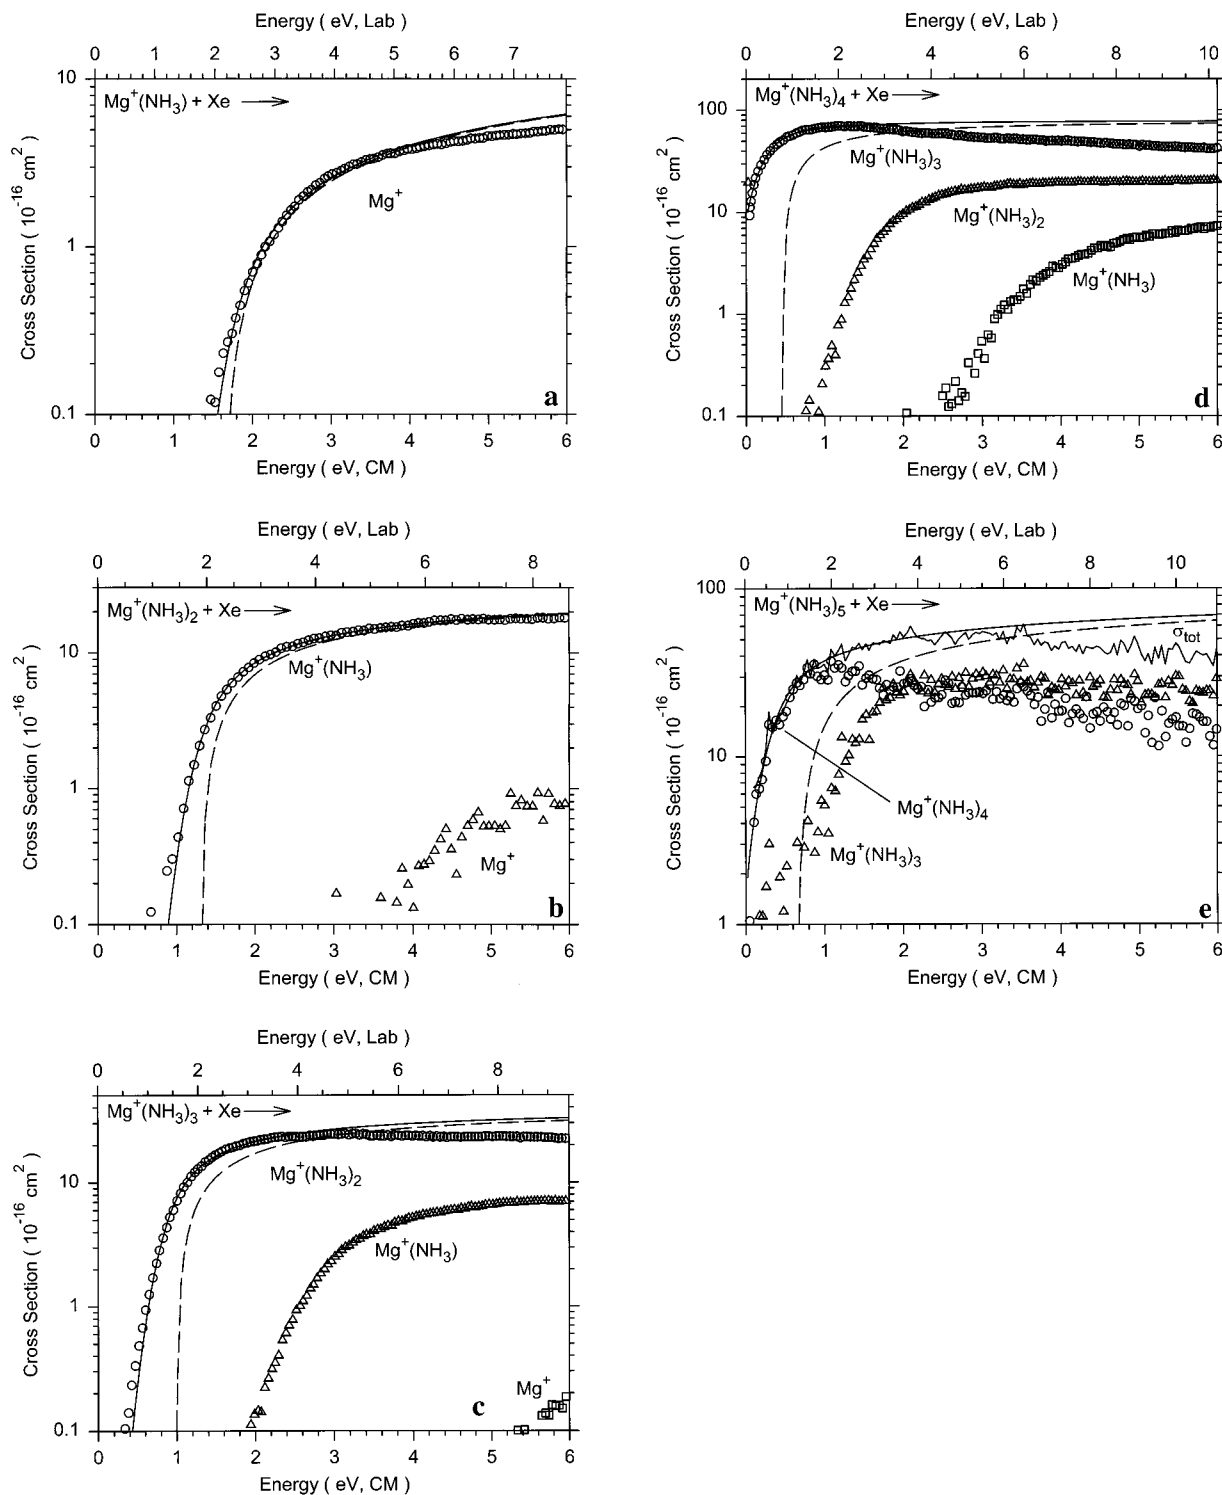 Energy ( eV, Lab )
0 1 2 3 4 5 6 7
10
1
0.1
Cross Section ( 10⁻¹⁶ cm² )
Mg⁺(NH₃) + Xe →
Mg⁺
a
0 1 2 3 4 5 6
Energy ( eV, CM )
Energy ( eV, Lab )
0 2 4 6 8
10
1
0.1
Cross Section ( 10⁻¹⁶ cm² )
Mg⁺(NH₃)₂ + Xe →
Mg⁺(NH₃)
Mg⁺
b
0 1 2 3 4 5 6
Energy ( eV, CM )
Energy ( eV, Lab )
0 2 4 6 8
10
1
0.1
Cross Section ( 10⁻¹⁶ cm² )
Mg⁺(NH₃)₃ + Xe →
Mg⁺(NH₃)₂
Mg⁺(NH₃)
Mg⁺
c
0 1 2 3 4 5 6
Energy ( eV, CM )
Energy ( eV, Lab )
0 2 4 6 8 10
100
10
1
0.1
Cross Section ( 10⁻¹⁶ cm² )
Mg⁺(NH₃)₄ + Xe →
Mg⁺(NH₃)₃
Mg⁺(NH₃)₂
Mg⁺(NH₃)
d
0 1 2 3 4 5 6
Energy ( eV, CM )
Energy ( eV, Lab )
0 2 4 6 8 10
100
10
1
Cross Section ( 10⁻¹⁶ cm² )
Mg⁺(NH₃)₅ + Xe →
σtot
Mg⁺(NH₃)₄
Mg⁺(NH₃)₃
e
0 1 2 3 4 5 6
Energy ( eV, CM )